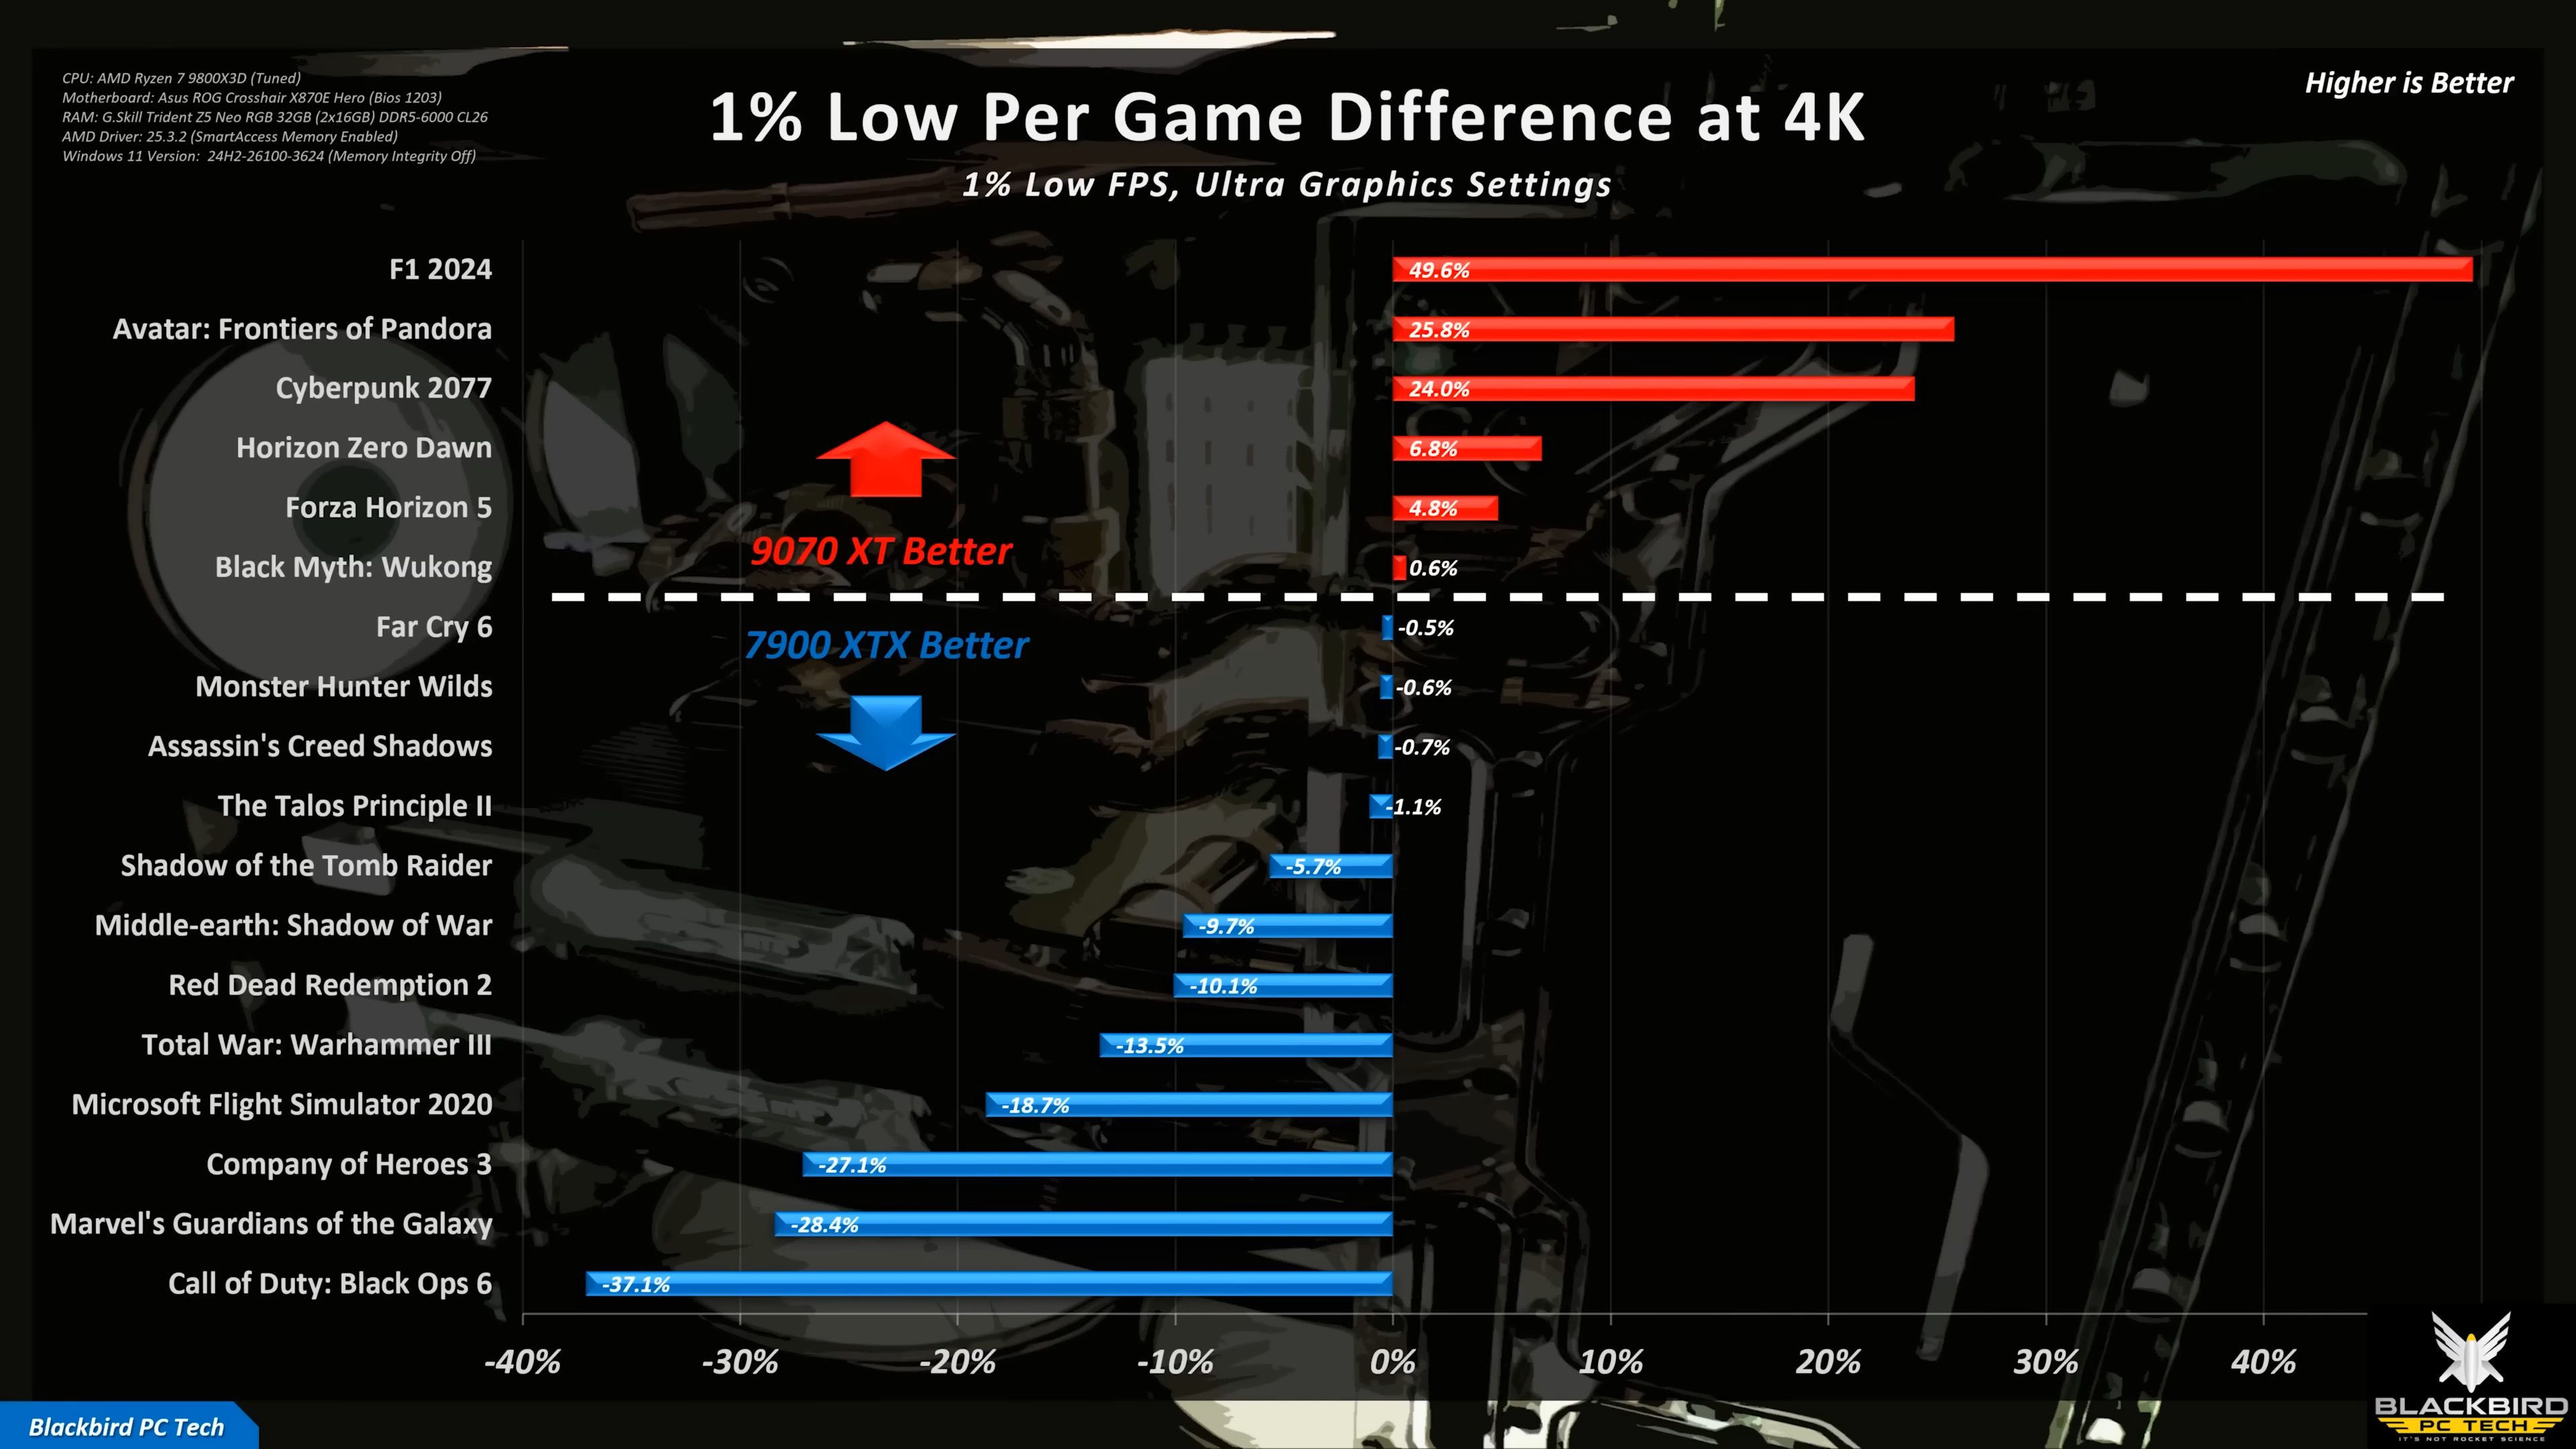 CPU: AMD Ryzen 7 9800X3D (Tuned)
Motherboard: Asus ROG Crosshair X870E Hero (Bios 1203)
RAM: G.Skill Trident Z5 Neo RGB 32GB (2x16GB) DDR5-6000 CL26
AMD Driver: 25.3.2 (SmartAccess Memory Enabled)
Windows 11 Version: 24H2-26100-3624 (Memory Integrity Off)
Higher is Better
1% Low Per Game Difference at 4K
1% Low FPS, Ultra Graphics Settings
F1 2024 49.6%
Avatar: Frontiers of Pandora 25.8%
Cyberpunk 2077 24.0%
Horizon Zero Dawn 6.8%
Forza Horizon 5 4.8%
9070 XT Better
Black Myth: Wukong 0.6%
Far Cry 6 -0.5%
7900 XTX Better
Monster Hunter Wilds -0.6%
Assassin's Creed Shadows -0.7%
The Talos Principle II -1.1%
Shadow of the Tomb Raider -5.7%
Middle-earth: Shadow of War -9.7%
Red Dead Redemption 2 -10.1%
Total War: Warhammer III -13.5%
Microsoft Flight Simulator 2020 -18.7%
Company of Heroes 3 -27.1%
Marvel's Guardians of the Galaxy -28.4%
Call of Duty: Black Ops 6 -37.1%
-40% -30% -20% -10% 0% 10% 20% 30% 40%
Blackbird PC Tech
BLACKBIRD
PC TECH
IT'S NOT ROCKET SCIENCE